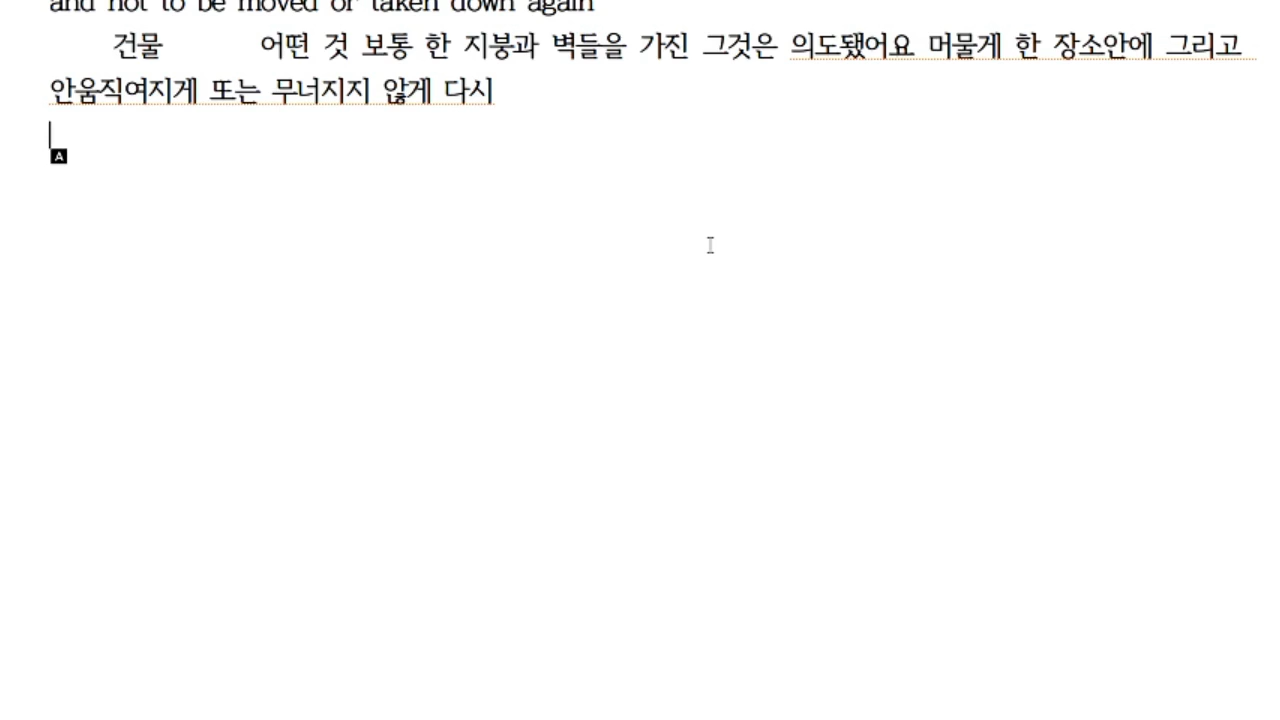 and not to be moved or taken down again
건물 어떤 것 보통 한 지붕과 벽들을 가진 그것은 의도됐어요 머물게 한 장소안에 그리고
안움직여지게 또는 무너지지 않게 다시
A